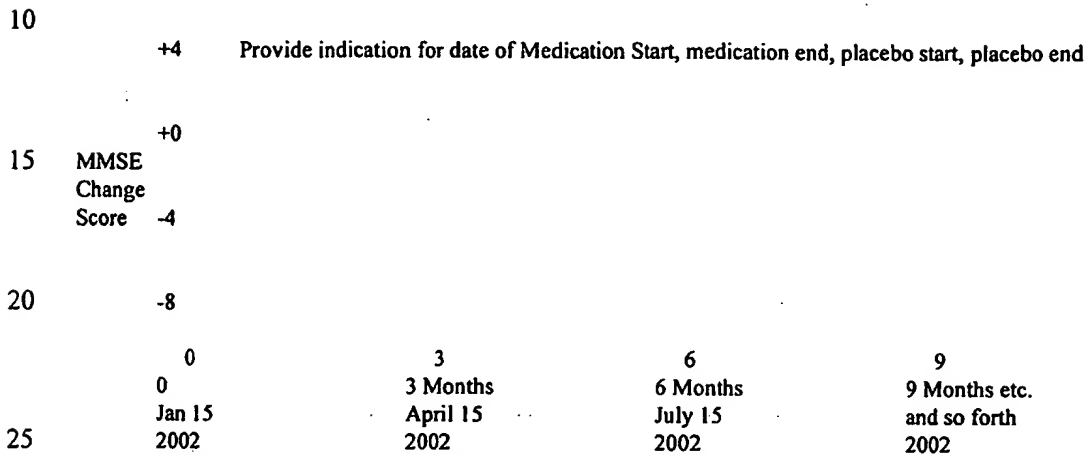 10
+4 Provide indication for date of Medication Start, medication end, placebo start, placebo end
+0
15 MMSE
Change
Score -4
20 -8
0 3 6 9
0 3 Months 6 Months 9 Months etc.
Jan 15 April 15 July 15 and so forth
25 2002 2002 2002 2002